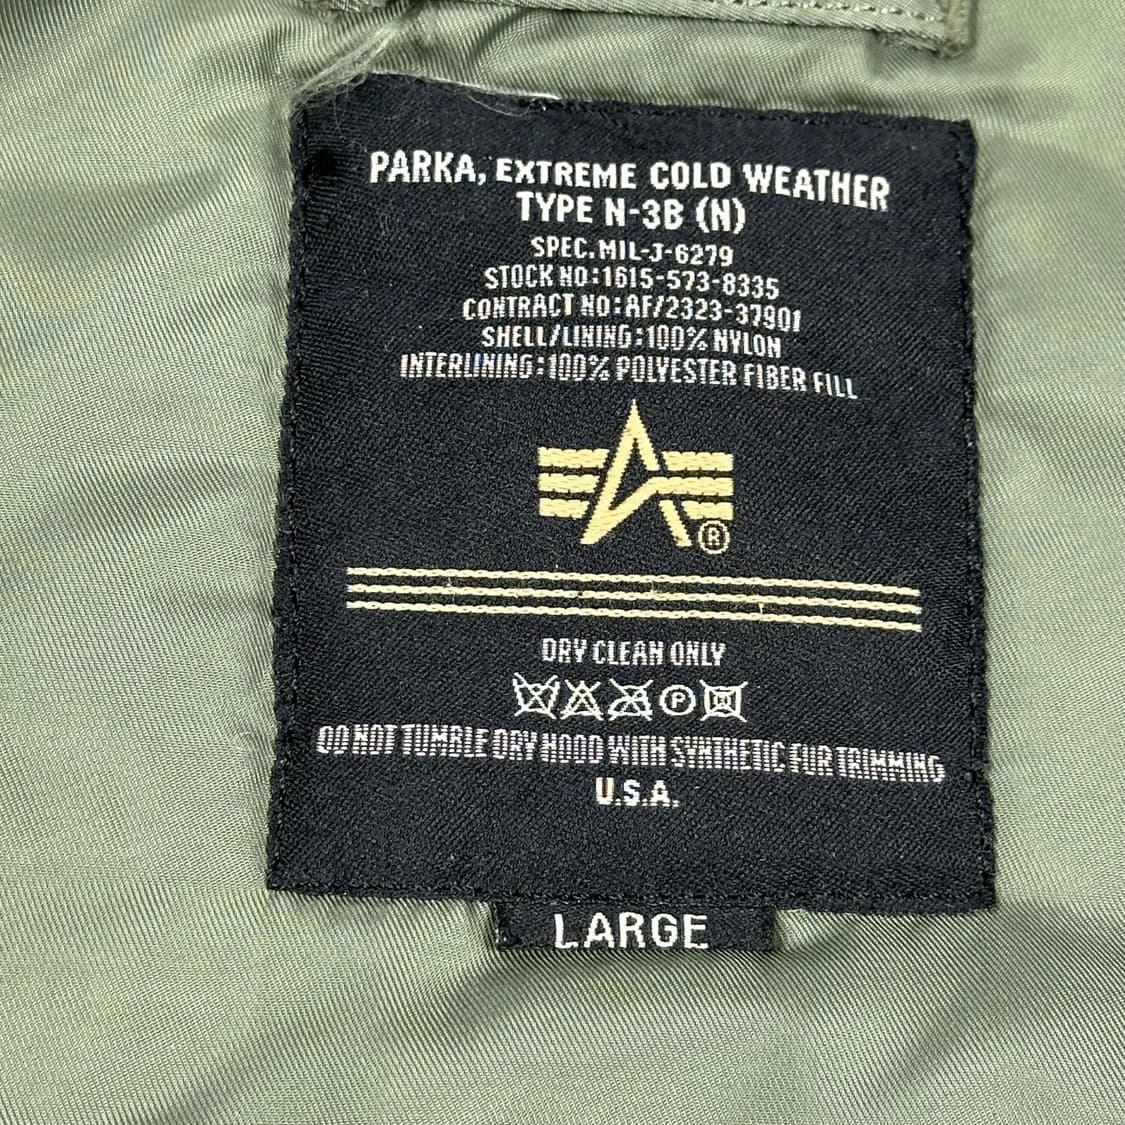 PARKA, EXTREME COLD WEATHER
TYPE N-3B (N)
SPEC.MIL-J-6279
STOCK NO:1615-573-8335
CONTRACT NO:AF/2323-37901
SHELL/LINING:100% NYLON
INTERLINING:100% POLYESTER FIBER FILL
®
DRY CLEAN ONLY
P
DO NOT TUMBLE DRY HOOD WITH SYNTHETIC FUR TRIMMING
U.S.A.
LARGE